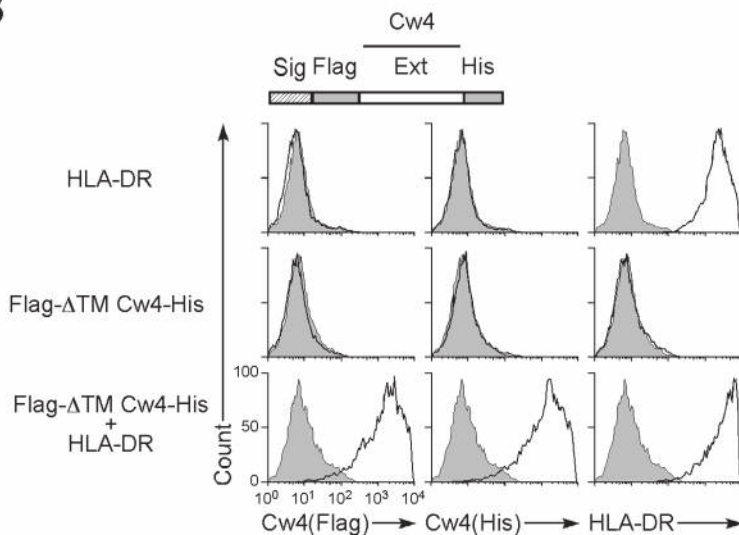 Cw4
Sig Flag Ext His
HLA-DR
Flag-ΔTM Cw4-His
Flag-ΔTM Cw4-His
+
HLA-DR
Count
100
50
0
10⁰ 10¹ 10² 10³ 10⁴
Cw4(Flag) Cw4(His) HLA-DR